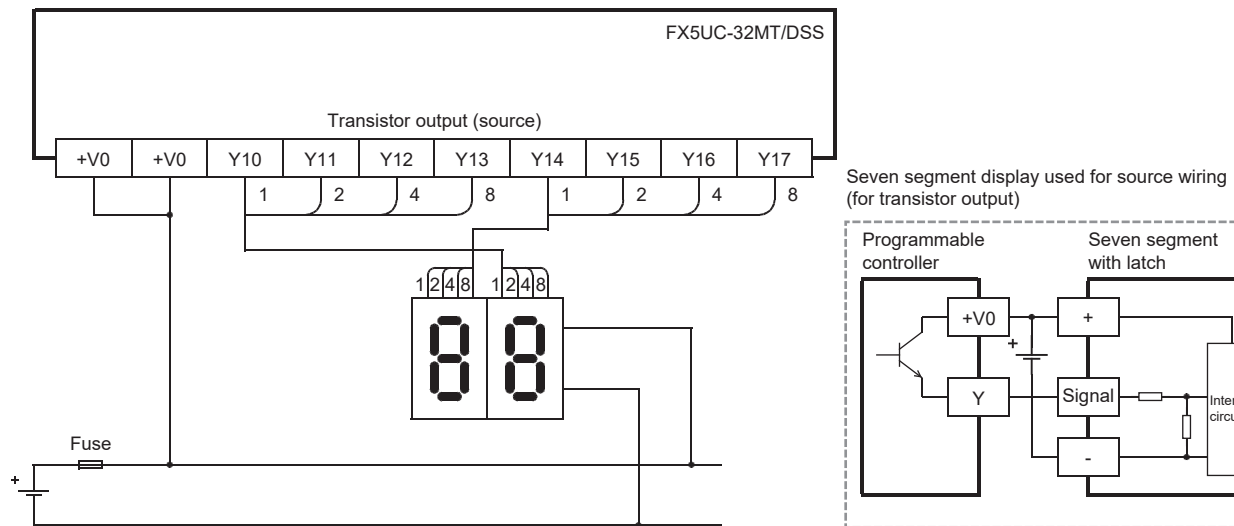 FX5UC-32MT/DSS
Transistor output (source)
+V0 +V0 Y10 Y11 Y12 Y13 Y14 Y15 Y16 Y17
1 2 4 8 1 2 4 8
1 2 4 8 1 2 4 8
Fuse
+
Seven segment display used for source wiring
(for transistor output)
Programmable
controller
Seven segment
with latch
+V0 +
+
Y Signal
Inter
circu
-